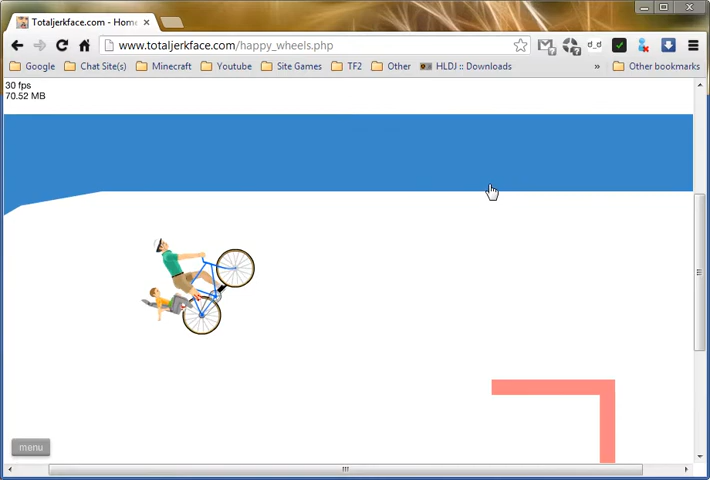 Totaljerkface.com - Home
www.totaljerkface.com/happy_wheels.php
Google Chat Site(s) Minecraft Youtube Site Games TF2 Other HLDJ :: Downloads » Other bookmarks
30 fps
70.52 MB
menu